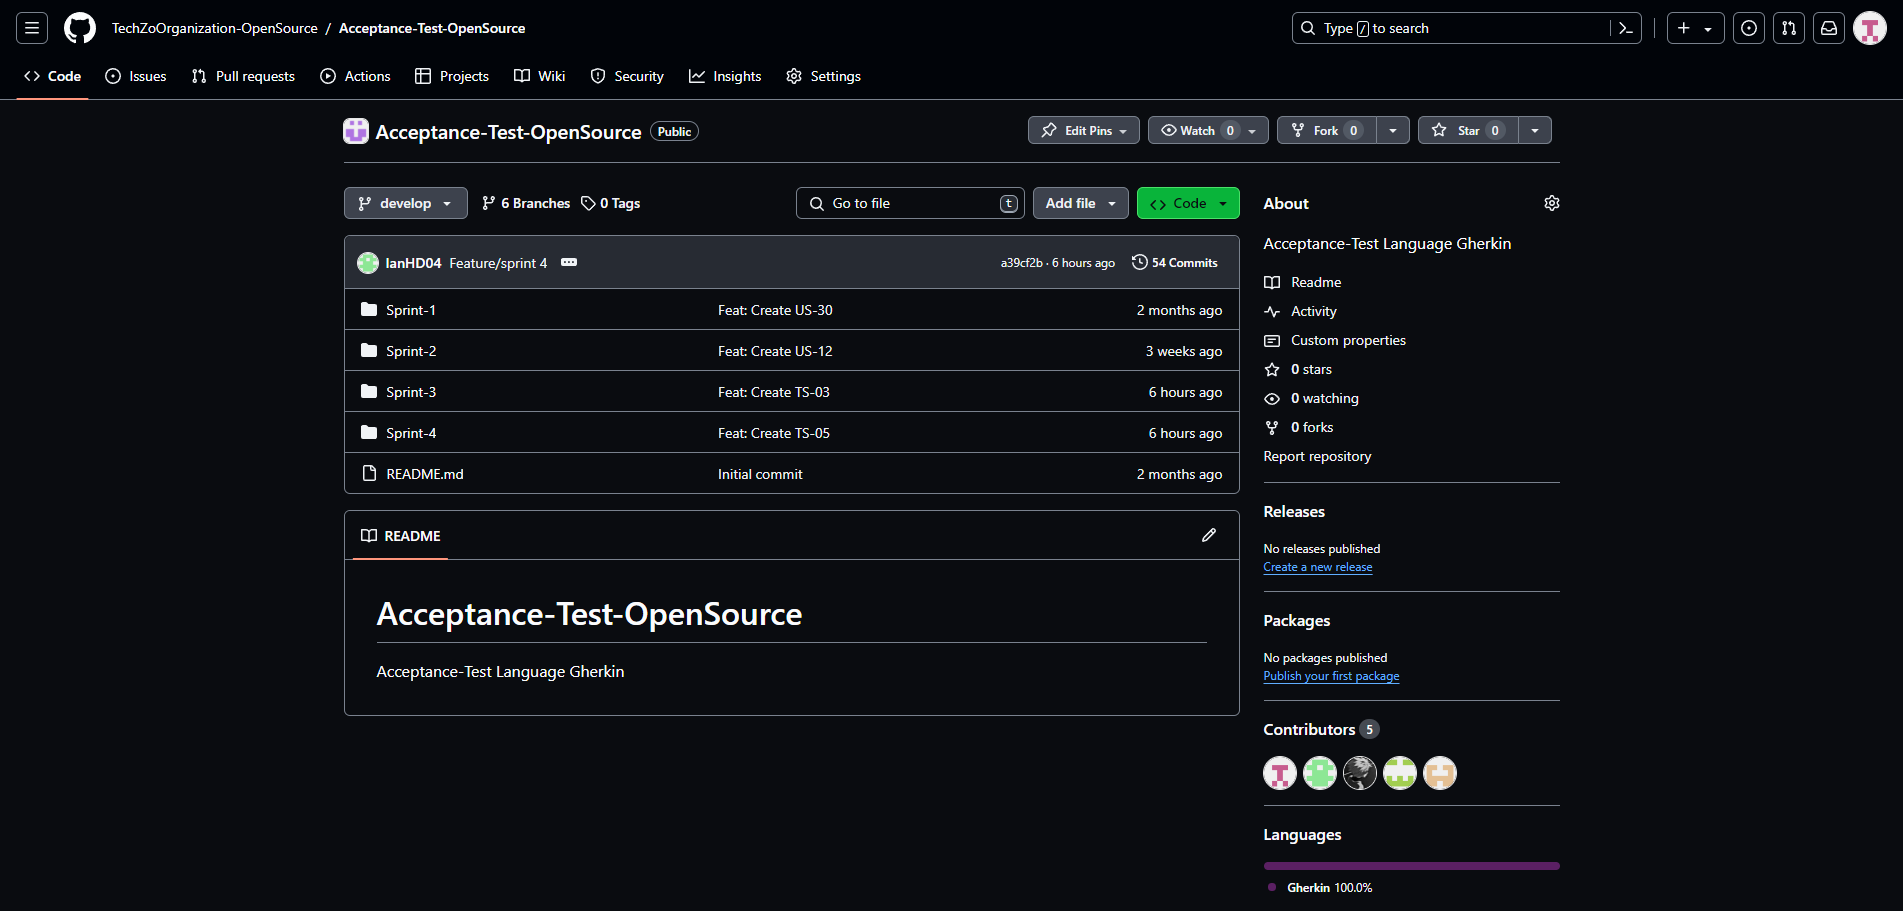 TechZoOrganization-OpenSource / Acceptance-Test-OpenSource
Type / to search
Code Issues Pull requests Actions Projects Wiki Security Insights Settings
Acceptance-Test-OpenSource Public
Edit Pins Watch 0 Fork 0 Star 0
develop 6 Branches 0 Tags
Go to file t Add file Code
IanHD04 Feature/sprint 4 a39cf2b · 6 hours ago 54 Commits
Sprint-1 Feat: Create US-30 2 months ago
Sprint-2 Feat: Create US-12 3 weeks ago
Sprint-3 Feat: Create TS-03 6 hours ago
Sprint-4 Feat: Create TS-05 6 hours ago
README.md Initial commit 2 months ago
README
Acceptance-Test-OpenSource
Acceptance-Test Language Gherkin
About
Acceptance-Test Language Gherkin
Readme
Activity
Custom properties
0 stars
0 watching
0 forks
Report repository
Releases
No releases published
Create a new release
Packages
No packages published
Publish your first package
Contributors 5
Languages
Gherkin 100.0%